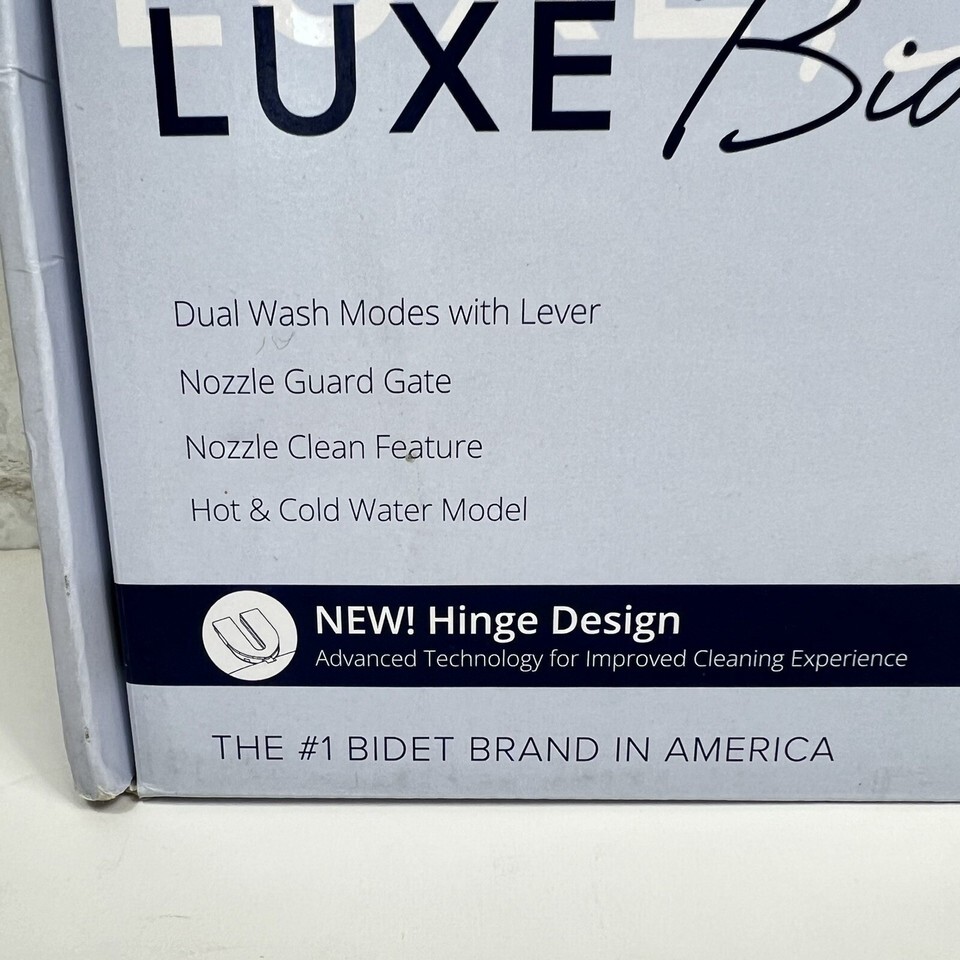 LUXE Bid
Dual Wash Modes with Lever
Nozzle Guard Gate
Nozzle Clean Feature
Hot & Cold Water Model
NEW! Hinge Design
Advanced Technology for Improved Cleaning Experience
THE #1 BIDET BRAND IN AMERICA